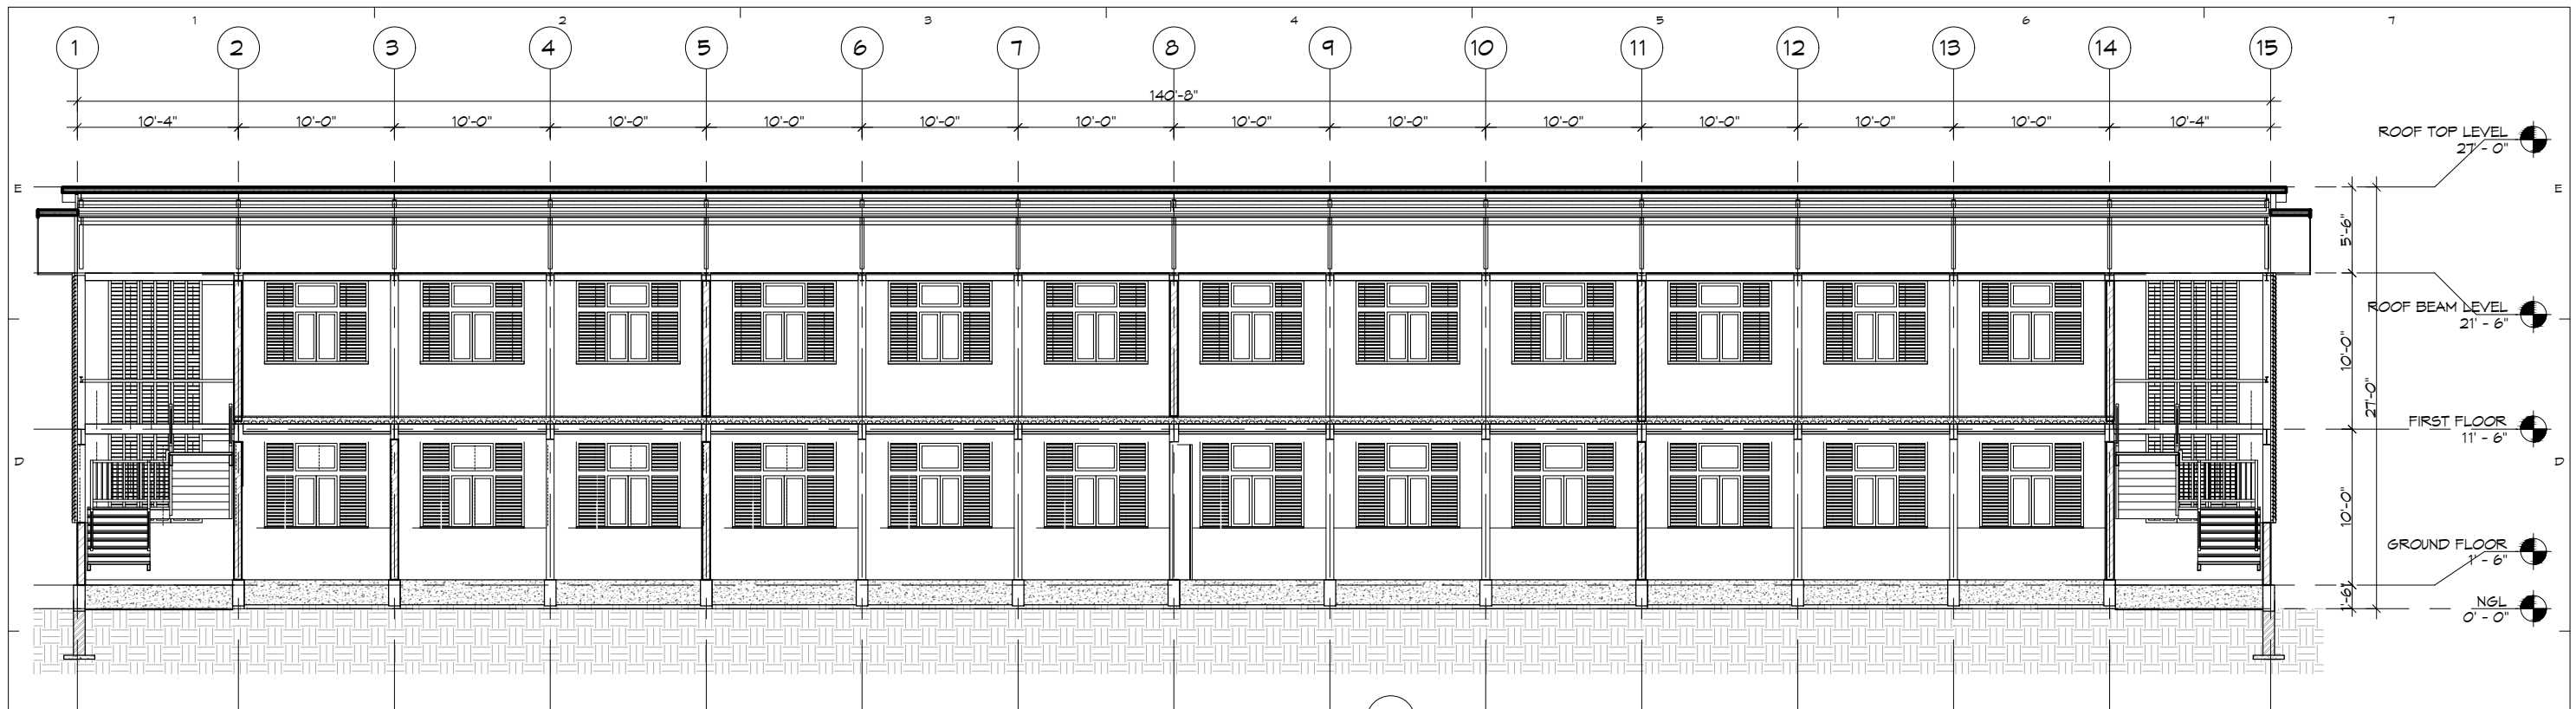 1 2 3 4 5 6 7
1 2 3 4 5 6 7 8 9 10 11 12 13 14 15
140'-8"
10'-4" 10'-0" 10'-0" 10'-0" 10'-0" 10'-0" 10'-0" 10'-0" 10'-0" 10'-0" 10'-0" 10'-0" 10'-0" 10'-4"
ROOF TOP LEVEL
27' - 0"
E E
5'-6"
ROOF BEAM LEVEL
21' - 6"
10'-0"
27'-0"
FIRST FLOOR
11' - 6"
D D
10'-0"
GROUND FLOOR
1' - 6"
1'-6"
NGL
0' - 0"